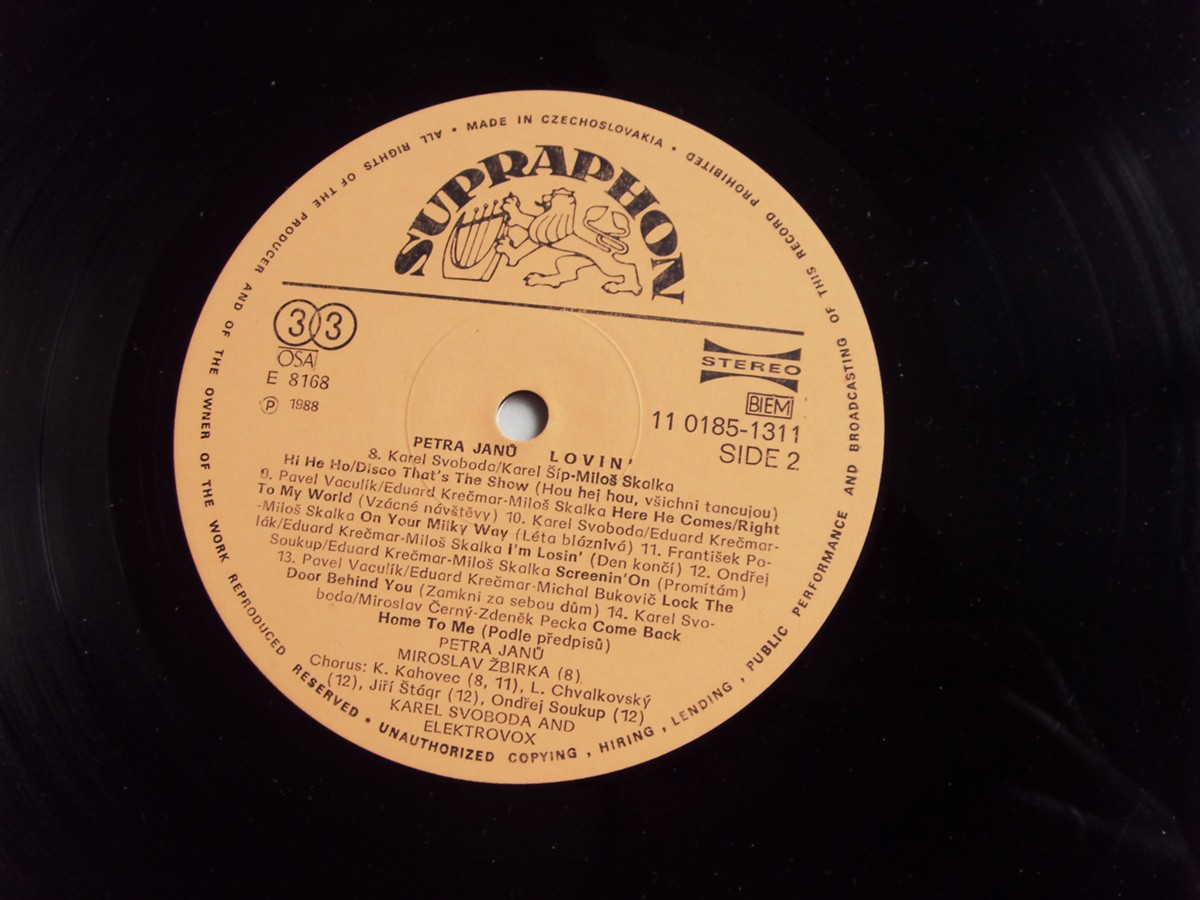 ALL RIGHTS OF THE PRODUCER AND OF THE OWNER OF THE WORK REPRODUCED RESERVED • UNAUTHORIZED COPYING, HIRING, LENDING, PUBLIC PERFORMANCE AND BROADCASTING OF THIS RECORD PROHIBITED • MADE IN CZECHOSLOVAKIA •
SUPRAPHON
33
OSA
E 8168
Ⓟ 1988
STEREO
BIEM
11 0185-1311
SIDE 2
PETRA JANŮ LOVIN'
8. Karel Svoboda/Karel Šíp-Miloš Skalka
Hi He Ho/Disco That's The Show (Hou hej hou, všichni tancujou)
9. Pavel Vaculík/Eduard Krečmar-Miloš Skalka Here He Comes/Right
To My World (Vzácné návštěvy) 10. Karel Svoboda/Eduard Krečmar-
-Miloš Skalka On Your Milky Way (Léta bláznivá) 11. František Po-
lák/Eduard Krečmar-Miloš Skalka I'm Losin' (Den končí) 12. Ondřej
Soukup/Eduard Krečmar-Miloš Skalka Screenin'On (Promítám)
13. Pavel Vaculík/Eduard Krečmar-Michal Bukovič Lock The
Door Behind You (Zamkni za sebou dům) 14. Karel Svo-
boda/Miroslav Černý-Zdeněk Pecka Come Back
Home To Me (Podle předpisů)
PETRA JANŮ
MIROSLAV ŽBIRKA (8)
Chorus: K. Kahovec (8, 11), L. Chvalkovský
(12), Jiří Štágr (12), Ondřej Soukup (12)
KAREL SVOBODA AND
ELEKTROVOX